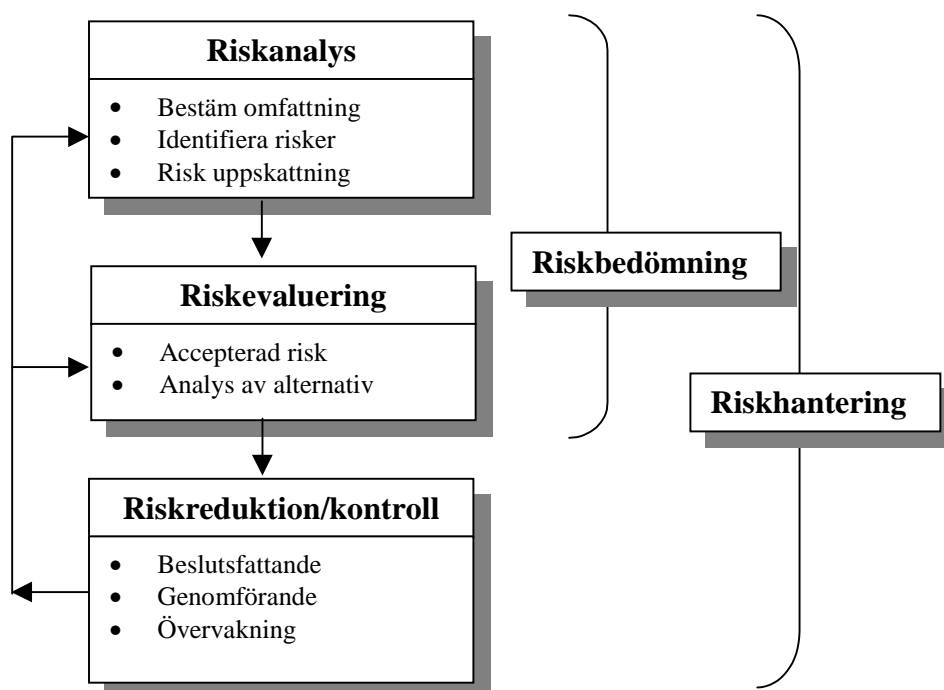 Riskanalys
• Bestäm omfattning
• Identifiera risker
• Risk uppskattning
Riskbedömning
Riskevaluering
• Accepterad risk
• Analys av alternativ
Riskhantering
Riskreduktion/kontroll
• Beslutsfattande
• Genomförande
• Övervakning